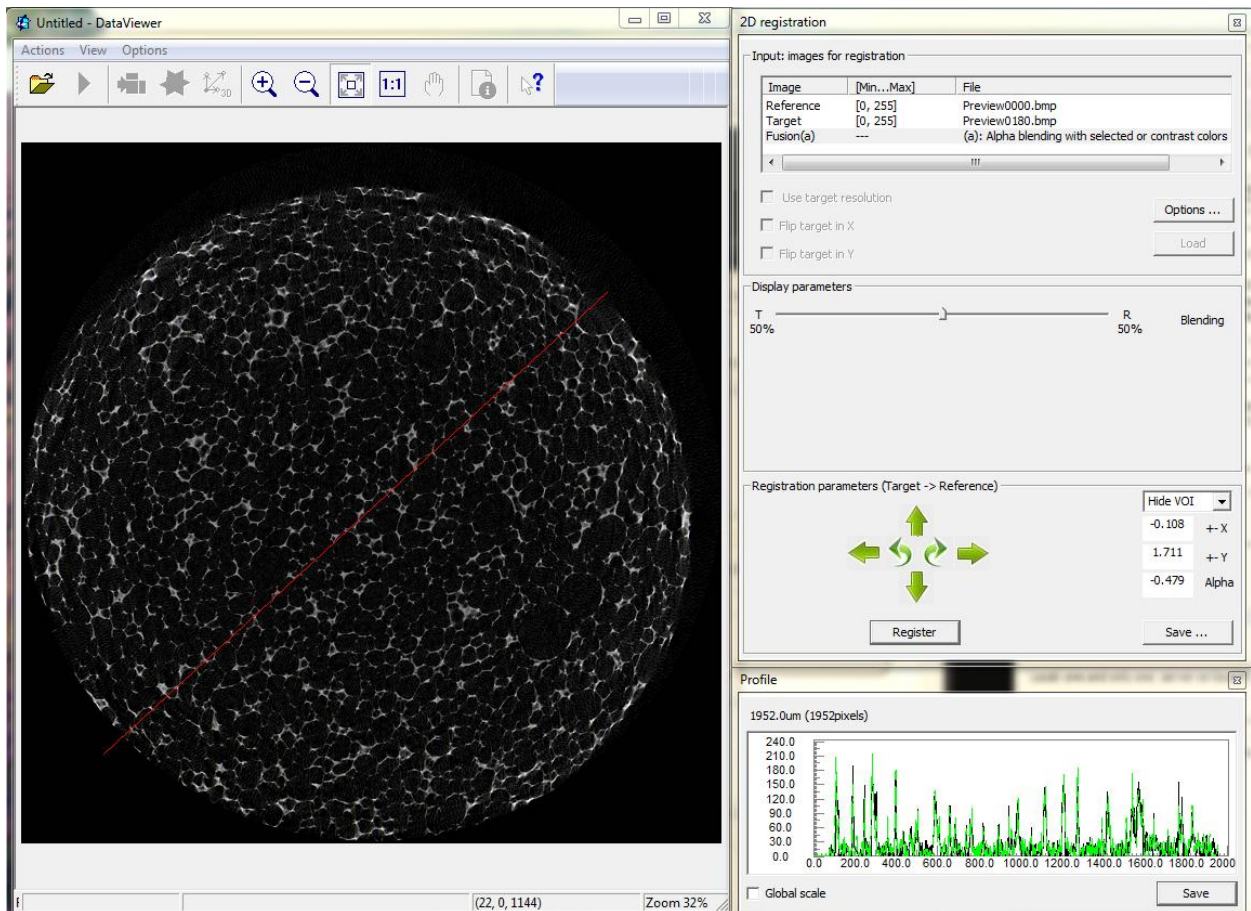 Untitled - DataViewer
Actions View Options
3D
1:1
?
(22, 0, 1144)
Zoom 32%
2D registration
Input: images for registration
Image [Min...Max] File
Reference [0, 255] Preview0000.bmp
Target [0, 255] Preview0180.bmp
Fusion(a) --- (a): Alpha blending with selected or contrast colors
Use target resolution
Flip target in X
Flip target in Y
Options ...
Load
Display parameters
T R
50% 50%
Blending
Registration parameters (Target -> Reference)
Hide VOI
-0.108 +- X
1.711 +- Y
-0.479 Alpha
Register
Save ...
Profile
1952.0um (1952pixels)
240.0
210.0
180.0
150.0
120.0
90.0
60.0
30.0
0.0
0.0 200.0 400.0 600.0 800.0 1000.0 1200.0 1400.0 1600.0 1800.0 2000
Global scale
Save